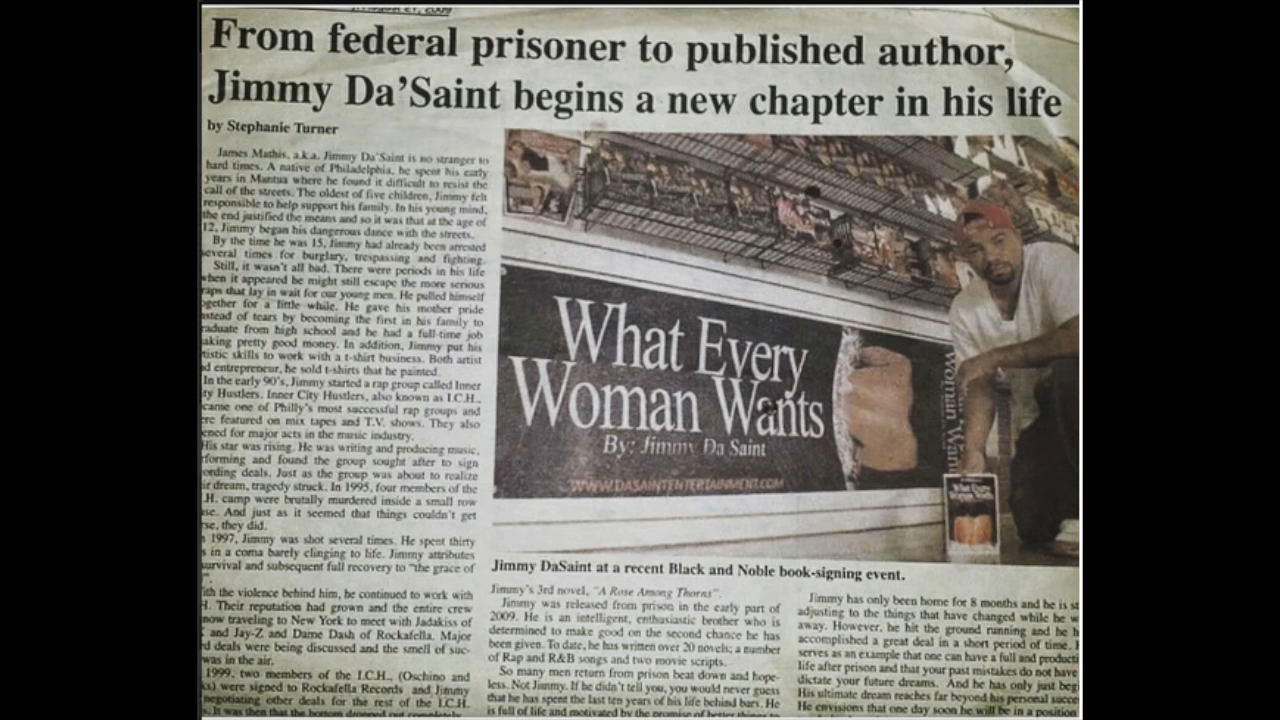 From federal prisoner to published author,
Jimmy Da'Saint begins a new chapter in his life
by Stephanie Turner
James Mathis, a.k.a. Jimmy Da'Saint is no stranger to
hard times. A native of Philadelphia, he spent his early
years in Mantua where he found it difficult to resist the
call of the streets. The oldest of five children, Jimmy felt
responsible to help support his family. In his young mind,
the end justified the means and so it was that at the age of
12, Jimmy began his dangerous dance with the streets.
By the time he was 15, Jimmy had already been arrested
several times for burglary, trespassing and fighting.
Still, it wasn't all bad. There were periods in his life
when it appeared he might still escape the more serious
raps that lay in wait for our young men. He pulled himself
ogether for a little while. He gave his mother pride
nstead of tears by becoming the first in his family to
raduate from high school and he had a full-time job
aking pretty good money. In addition, Jimmy put his
tistic skills to work with a t-shirt business. Both artist
d entrepreneur, he sold t-shirts that he painted.
In the early 90's, Jimmy started a rap group called Inner
ity Hustlers. Inner City Hustlers, also known as I.C.H.,
came one of Philly's most successful rap groups and
re featured on mix tapes and T.V. shows. They also
ened for major acts in the music industry.
His star was rising. He was writing and producing music,
rforming and found the group sought after to sign
ording deals. Just as the group was about to realize
ir dream, tragedy struck. In 1995, four members of the
.H. camp were brutally murdered inside a small row
se. And just as it seemed that things couldn't get
rse, they did.
1997, Jimmy was shot several times. He spent thirty
s in a coma barely clinging to life. Jimmy attributes
survival and subsequent full recovery to "the grace of
".
ith the violence behind him, he continued to work with
H. Their reputation had grown and the entire crew
now traveling to New York to meet with Jadakiss of
and Jay-Z and Dame Dash of Rockafella. Major
d deals were being discussed and the smell of suc-
was in the air.
1999, two members of the I.C.H., (Oschino and
ks) were signed to Rockafella Records and Jimmy
negotiating other deals for the rest of the I.C.H.
It was then that the bottom dropped out completely.
What Every
Woman Wants
By: Jimmy Da Saint
WWW.DASAINTENTERTAINMENT.COM
Woman Want
What Every
Woman Wants
Jimmy DaSaint at a recent Black and Noble book-signing event.
Jimmy's 3rd novel, "A Rose Among Thorns".
Jimmy was released from prison in the early part of
2009. He is an intelligent, enthusiastic brother who is
determined to make good on the second chance he has
been given. To date, he has written over 20 novels; a number
of Rap and R&B songs and two movie scripts.
So many men return from prison beat down and hope-
less. Not Jimmy. If he didn't tell you, you would never guess
that he has spent the last ten years of his life behind bars. He
is full of life and motivated by the promise of better things to
Jimmy has only been home for 8 months and he is st
adjusting to the things that have changed while he w
away. However, he hit the ground running and he h
accomplished a great deal in a short period of time.
serves as an example that one can have a full and producti
life after prison and that your past mistakes do not have
dictate your future dreams. And he has only just beg
His ultimate dream reaches far beyond his personal succe
He envisions that one day soon he will be in a position